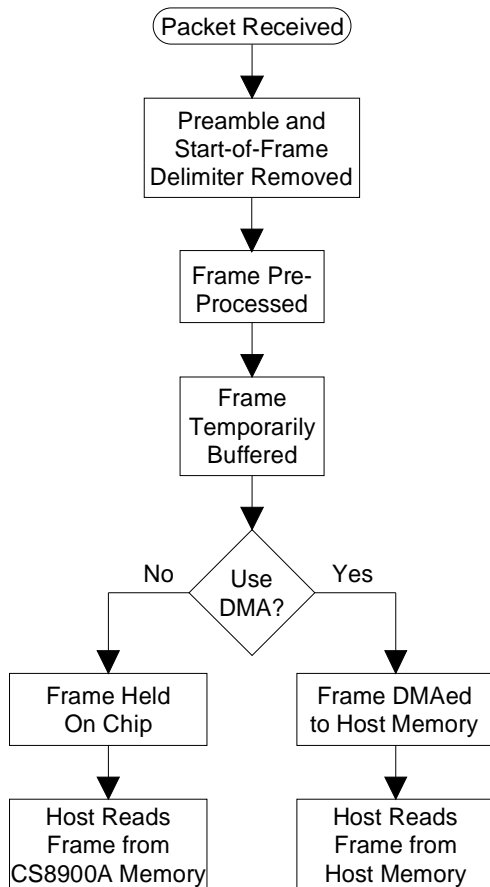 Packet Received
Preamble and
Start-of-Frame
Delimiter Removed
Frame Pre-
Processed
Frame
Temporarily
Buffered
Use
DMA?
No
Yes
Frame Held
On Chip
Frame DMAed
to Host Memory
Host Reads
Frame from
CS8900A Memory
Host Reads
Frame from
Host Memory